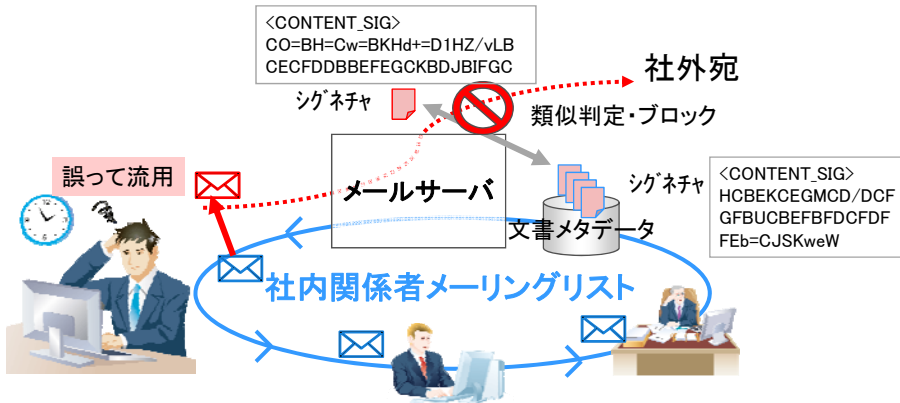 <CONTENT_SIG>
CO=BH=Cw=BKHd+=D1HZ/vLB
CECFDDBBEFEGCKBDJBIFGC
社外宛
シグネチャ
類似判定・ブロック
誤って流用
メールサーバ
シグネチャ
<CONTENT_SIG>
HCBEKCEGMCD/DCF
GFBUCBEFBFDCFDF
FEb=CJSKweW
文書メタデータ
社内関係者メーリングリスト